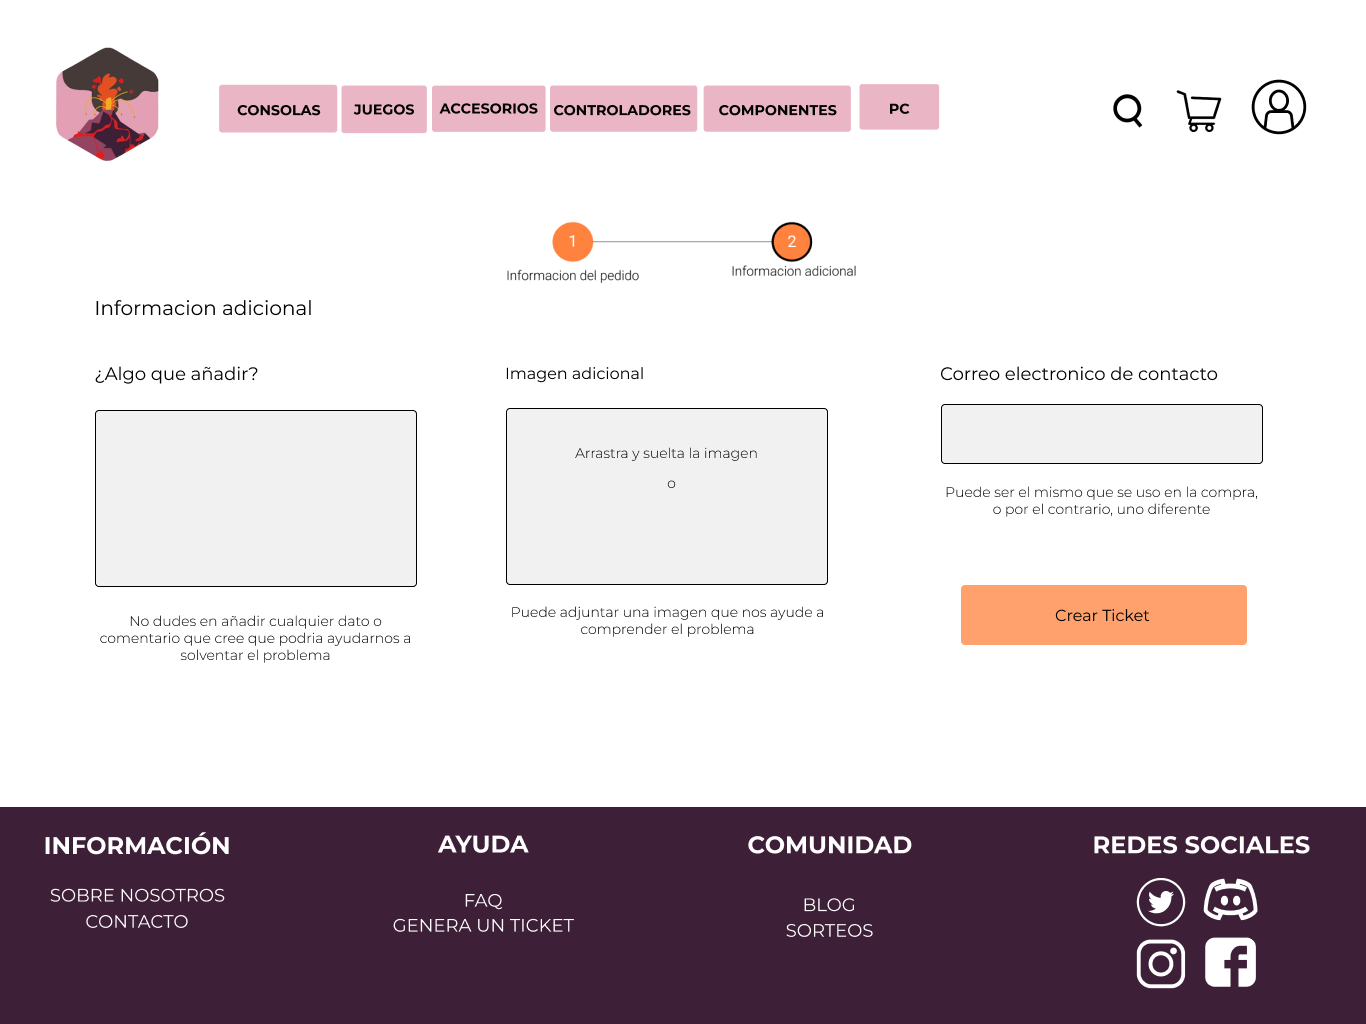 CONSOLAS
JUEGOS
ACCESORIOS
CONTROLADORES
COMPONENTES
PC
1
2
Informacion del pedido
Informacion adicional
Informacion adicional
¿Algo que añadir?
No dudes en añadir cualquier dato o
comentario que cree que podria ayudarnos a
solventar el problema
Imagen adicional
Arrastra y suelta la imagen
o
Puede adjuntar una imagen que nos ayude a
comprender el problema
Correo electronico de contacto
Puede ser el mismo que se uso en la compra,
o por el contrario, uno diferente
Crear Ticket
INFORMACIÓN
SOBRE NOSOTROS
CONTACTO
AYUDA
FAQ
GENERA UN TICKET
COMUNIDAD
BLOG
SORTEOS
REDES SOCIALES